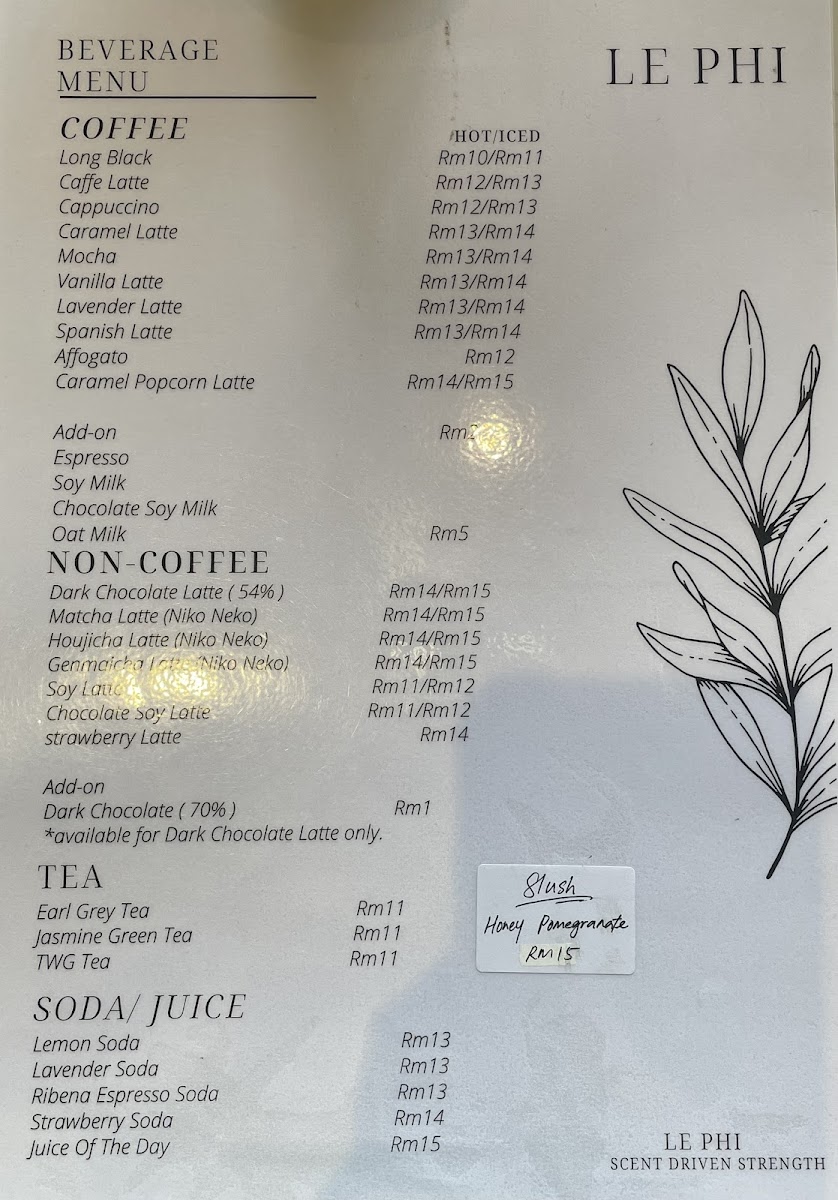 BEVERAGE
MENU
LE PHI
COFFEE HOT/ICED
Long Black Rm10/Rm11
Caffe Latte Rm12/Rm13
Cappuccino Rm12/Rm13
Caramel Latte Rm13/Rm14
Mocha Rm13/Rm14
Vanilla Latte Rm13/Rm14
Lavender Latte Rm13/Rm14
Spanish Latte Rm13/Rm14
Affogato Rm12
Caramel Popcorn Latte Rm14/Rm15
Add-on Rm2
Espresso
Soy Milk
Chocolate Soy Milk
Oat Milk Rm5
NON-COFFEE
Dark Chocolate Latte ( 54% ) Rm14/Rm15
Matcha Latte (Niko Neko) Rm14/Rm15
Houjicha Latte (Niko Neko) Rm14/Rm15
Genmaicha Latte (Niko Neko) Rm14/Rm15
Soy Latte Rm11/Rm12
Chocolate Soy Latte Rm11/Rm12
strawberry Latte Rm14
Add-on
Dark Chocolate ( 70% ) Rm1
*available for Dark Chocolate Latte only.
TEA
Earl Grey Tea Rm11
Jasmine Green Tea Rm11
TWG Tea Rm11
Slush
Honey Pomegranate
RM15
SODA/ JUICE
Lemon Soda Rm13
Lavender Soda Rm13
Ribena Espresso Soda Rm13
Strawberry Soda Rm14
Juice Of The Day Rm15
LE PHI
SCENT DRIVEN STRENGTH